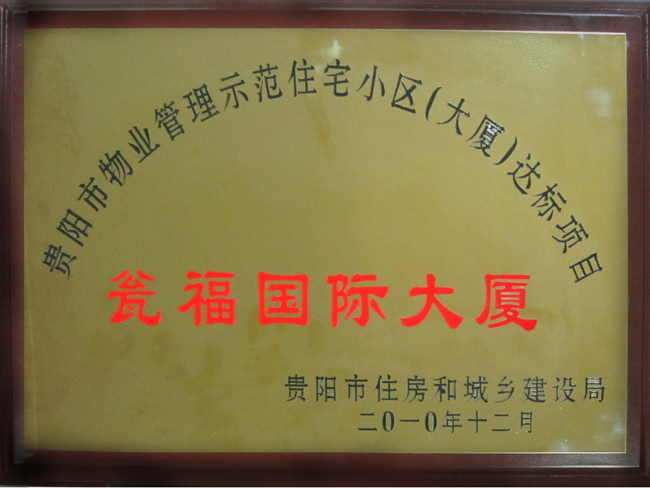 贵阳市物业管理示范住宅小区(大厦)达标项目
瓮福国际大厦
贵阳市住房和城乡建设局
二0一0年十二月